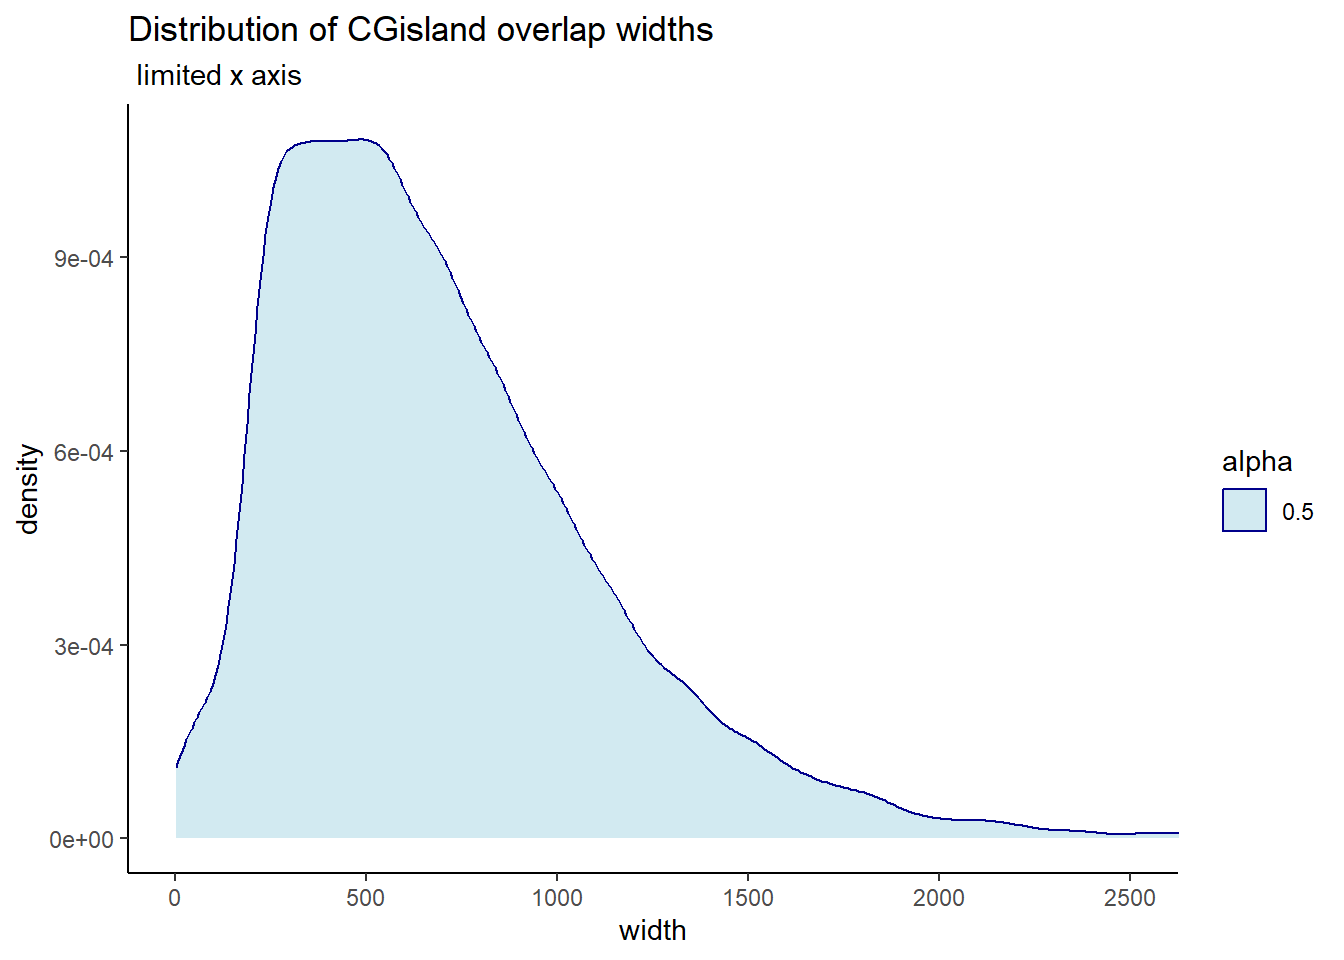 Distribution of CGisland overlap widths
limited x axis
density
9e-04
6e-04
3e-04
0e+00
0
500
1000
1500
2000
2500
width
alpha
0.5